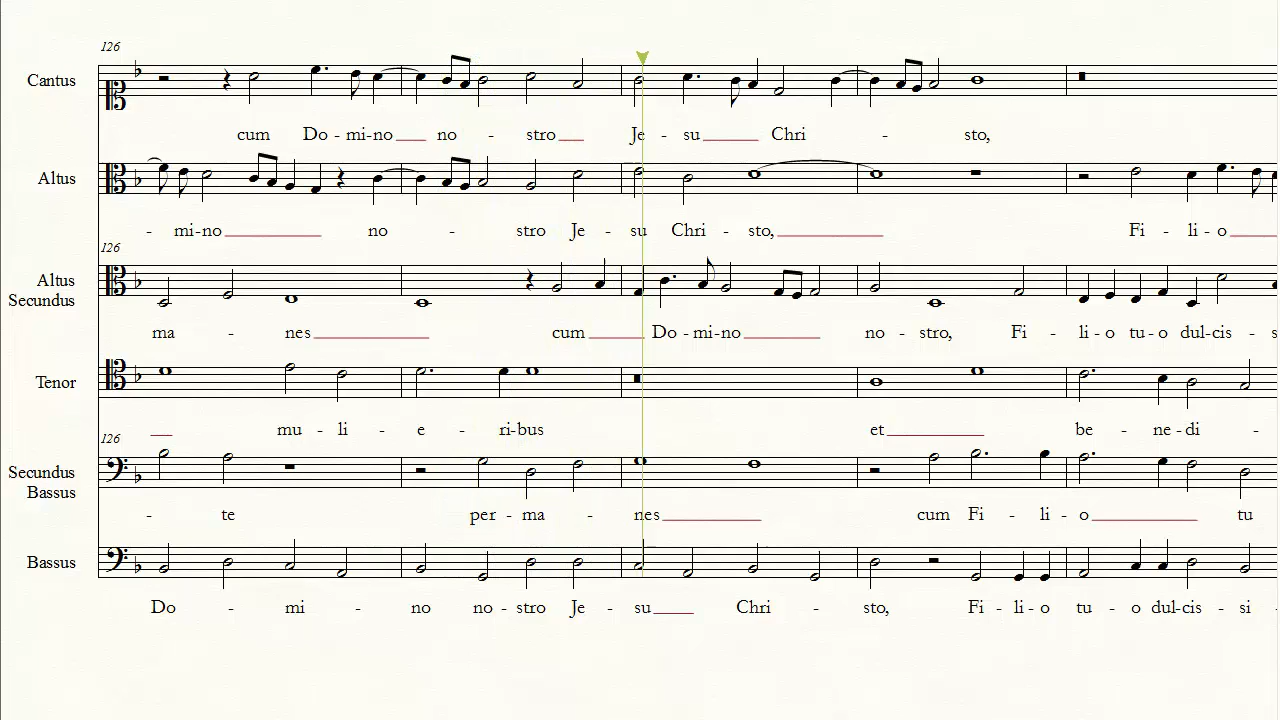 126
Cantus
cum Do - mi-no no - stro Je - su Chri - sto,
Altus
- mi-no no - stro Je - su Chri - sto, Fi - li - o
126
Altus
Secundus
ma - nes cum Do - mi-no no - stro, Fi - li - o tu - o dul-cis - s
Tenor
mu - li - e - ri-bus et be - ne - di -
126
Secundus
Bassus
- te per - ma - nes cum Fi - li - o tu
Bassus
Do - mi - no no - stro Je - su Chri - sto, Fi - li - o tu - o dul-cis - si -